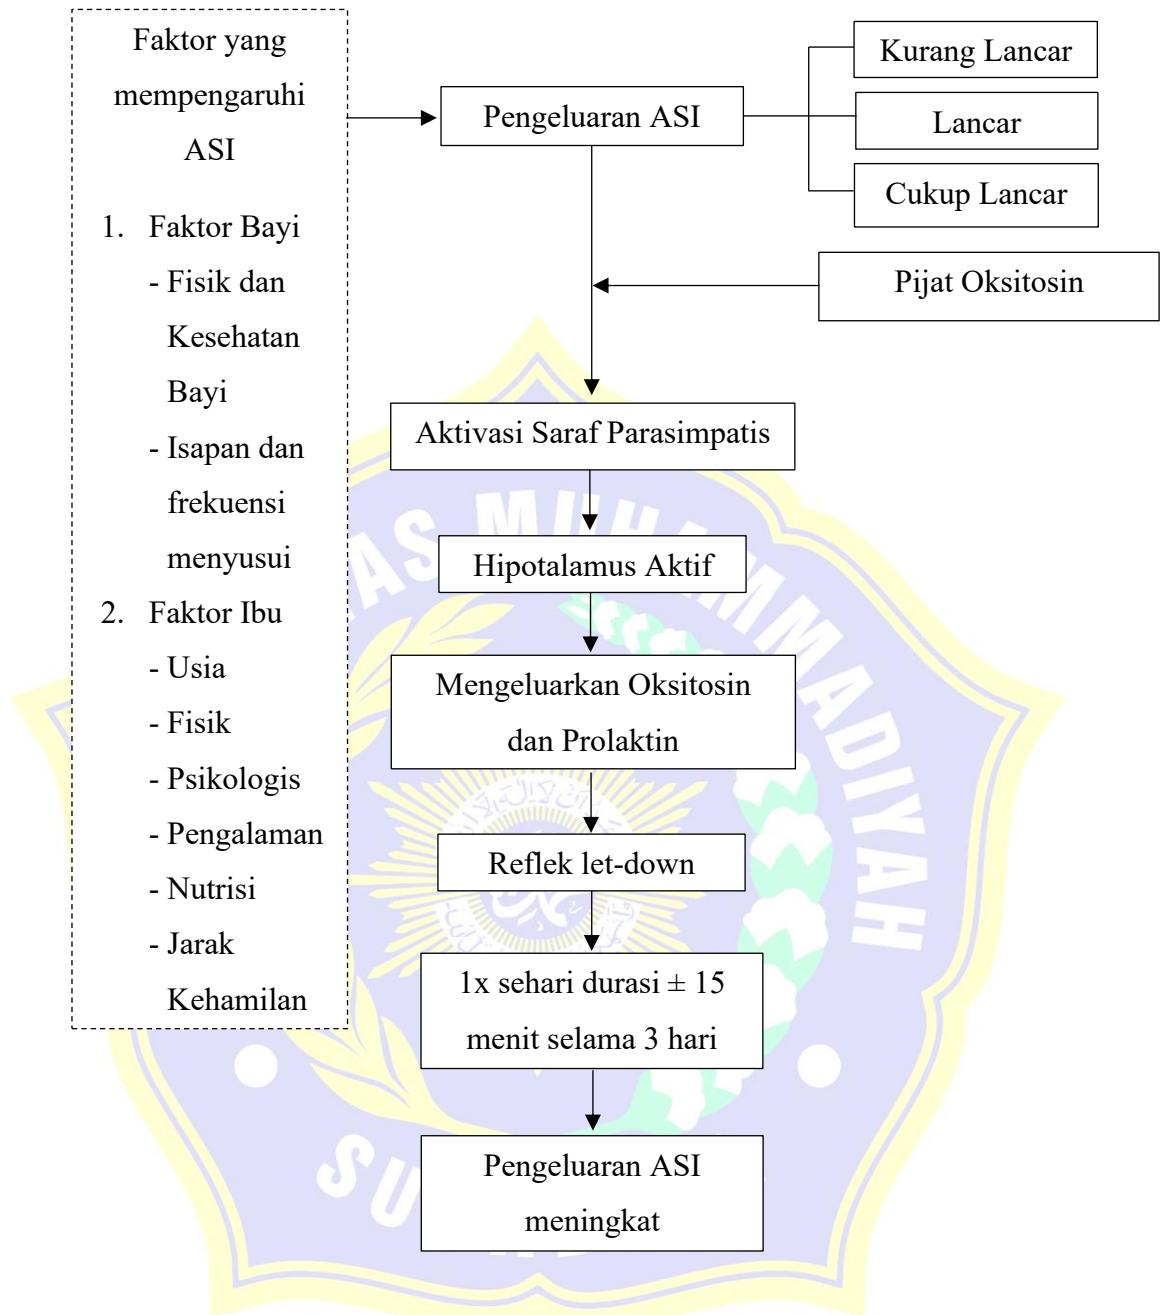 Faktor yang
mempengaruhi
ASI
1. Faktor Bayi
- Fisik dan
Kesehatan
Bayi
- Isapan dan
frekuensi
menyusui
2. Faktor Ibu
- Usia
- Fisik
- Psikologis
- Pengalaman
- Nutrisi
- Jarak
Kehamilan
Pengeluaran ASI
Kurang Lancar
Lancar
Cukup Lancar
Pijat Oksitosin
Aktivasi Saraf Parasimpatis
Hipotalamus Aktif
Mengeluarkan Oksitosin
dan Prolaktin
Reflek let-down
1x sehari durasi ± 15
menit selama 3 hari
Pengeluaran ASI
meningkat
AS MUHAMMADIYAH
SU